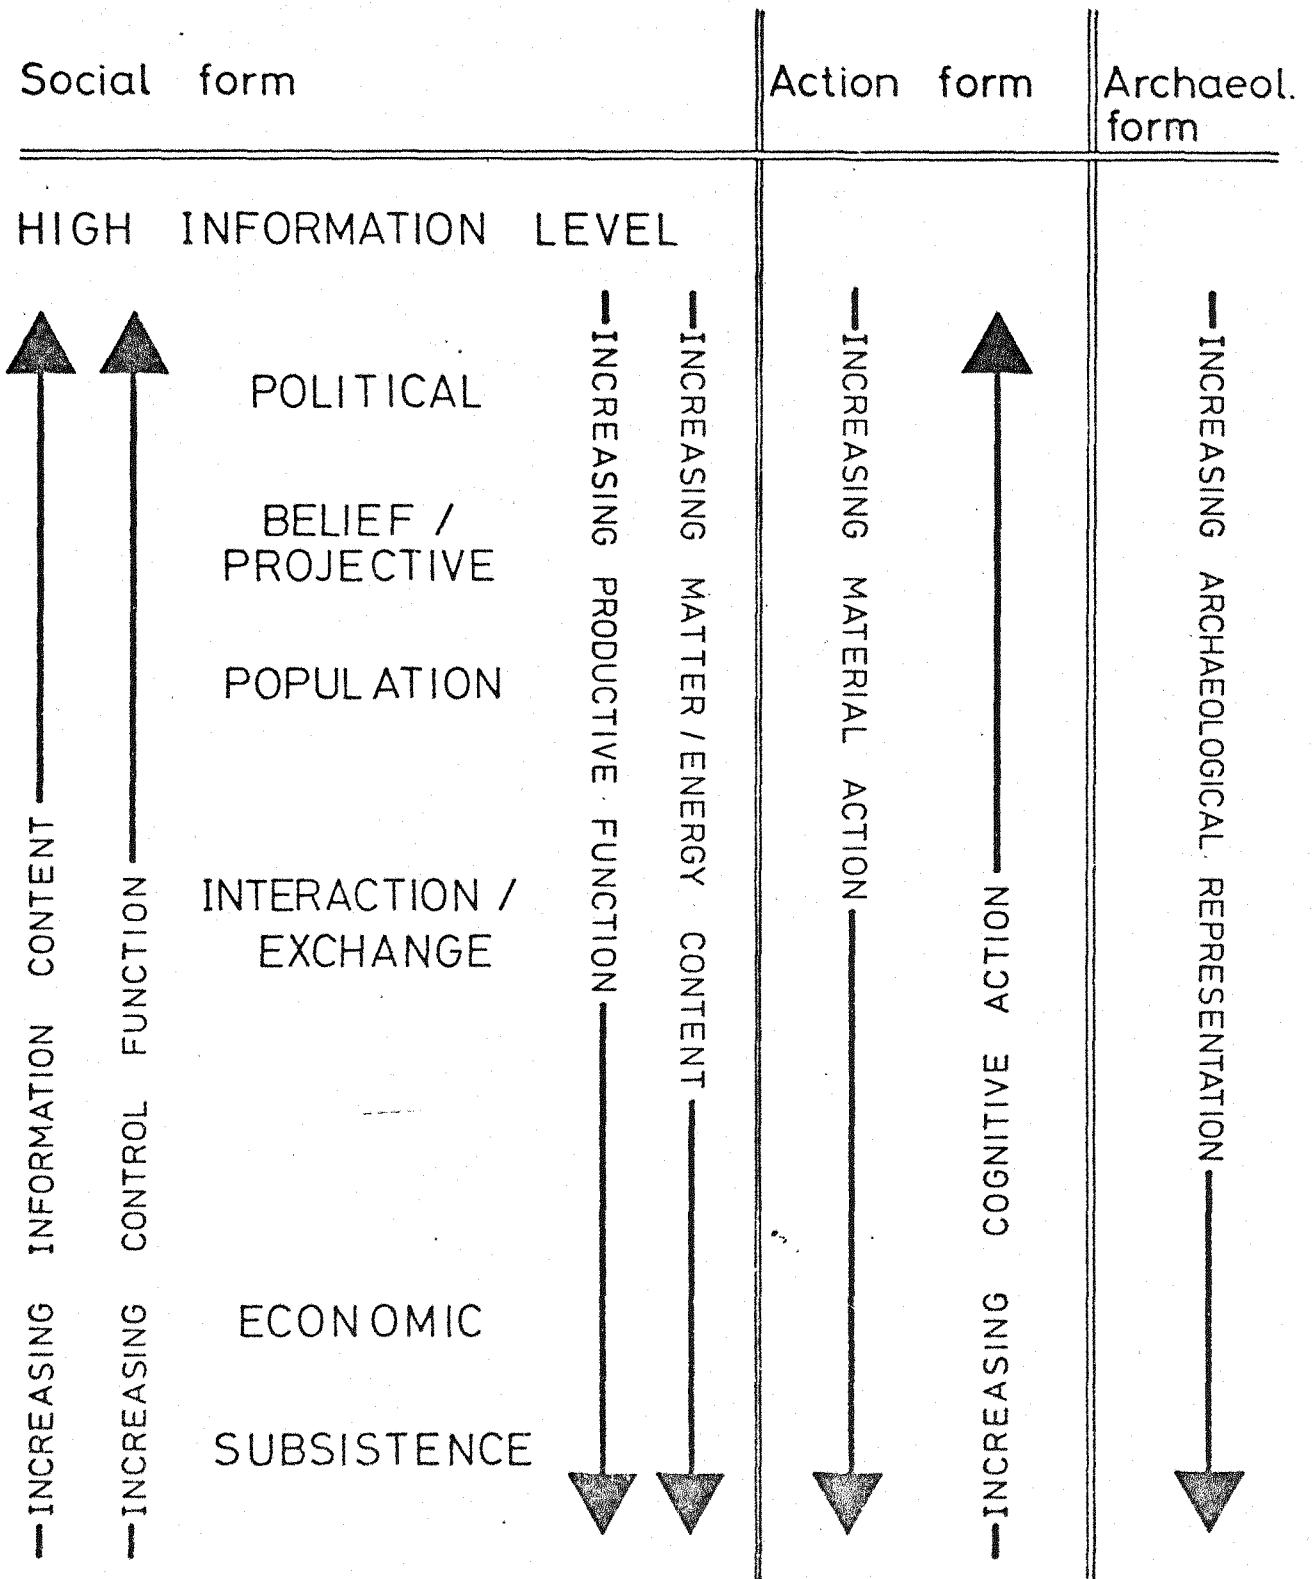 Social form
Action form
Archaeol.
form
HIGH INFORMATION LEVEL
—INCREASING INFORMATION CONTENT
—INCREASING CONTROL FUNCTION
POLITICAL
BELIEF /
PROJECTIVE
POPULATION
INTERACTION /
EXCHANGE
ECONOMIC
SUBSISTENCE
—INCREASING PRODUCTIVE FUNCTION
—INCREASING MATTER / ENERGY CONTENT
—INCREASING MATERIAL ACTION
—INCREASING COGNITIVE ACTION
—INCREASING ARCHAEOLOGICAL REPRESENTATION